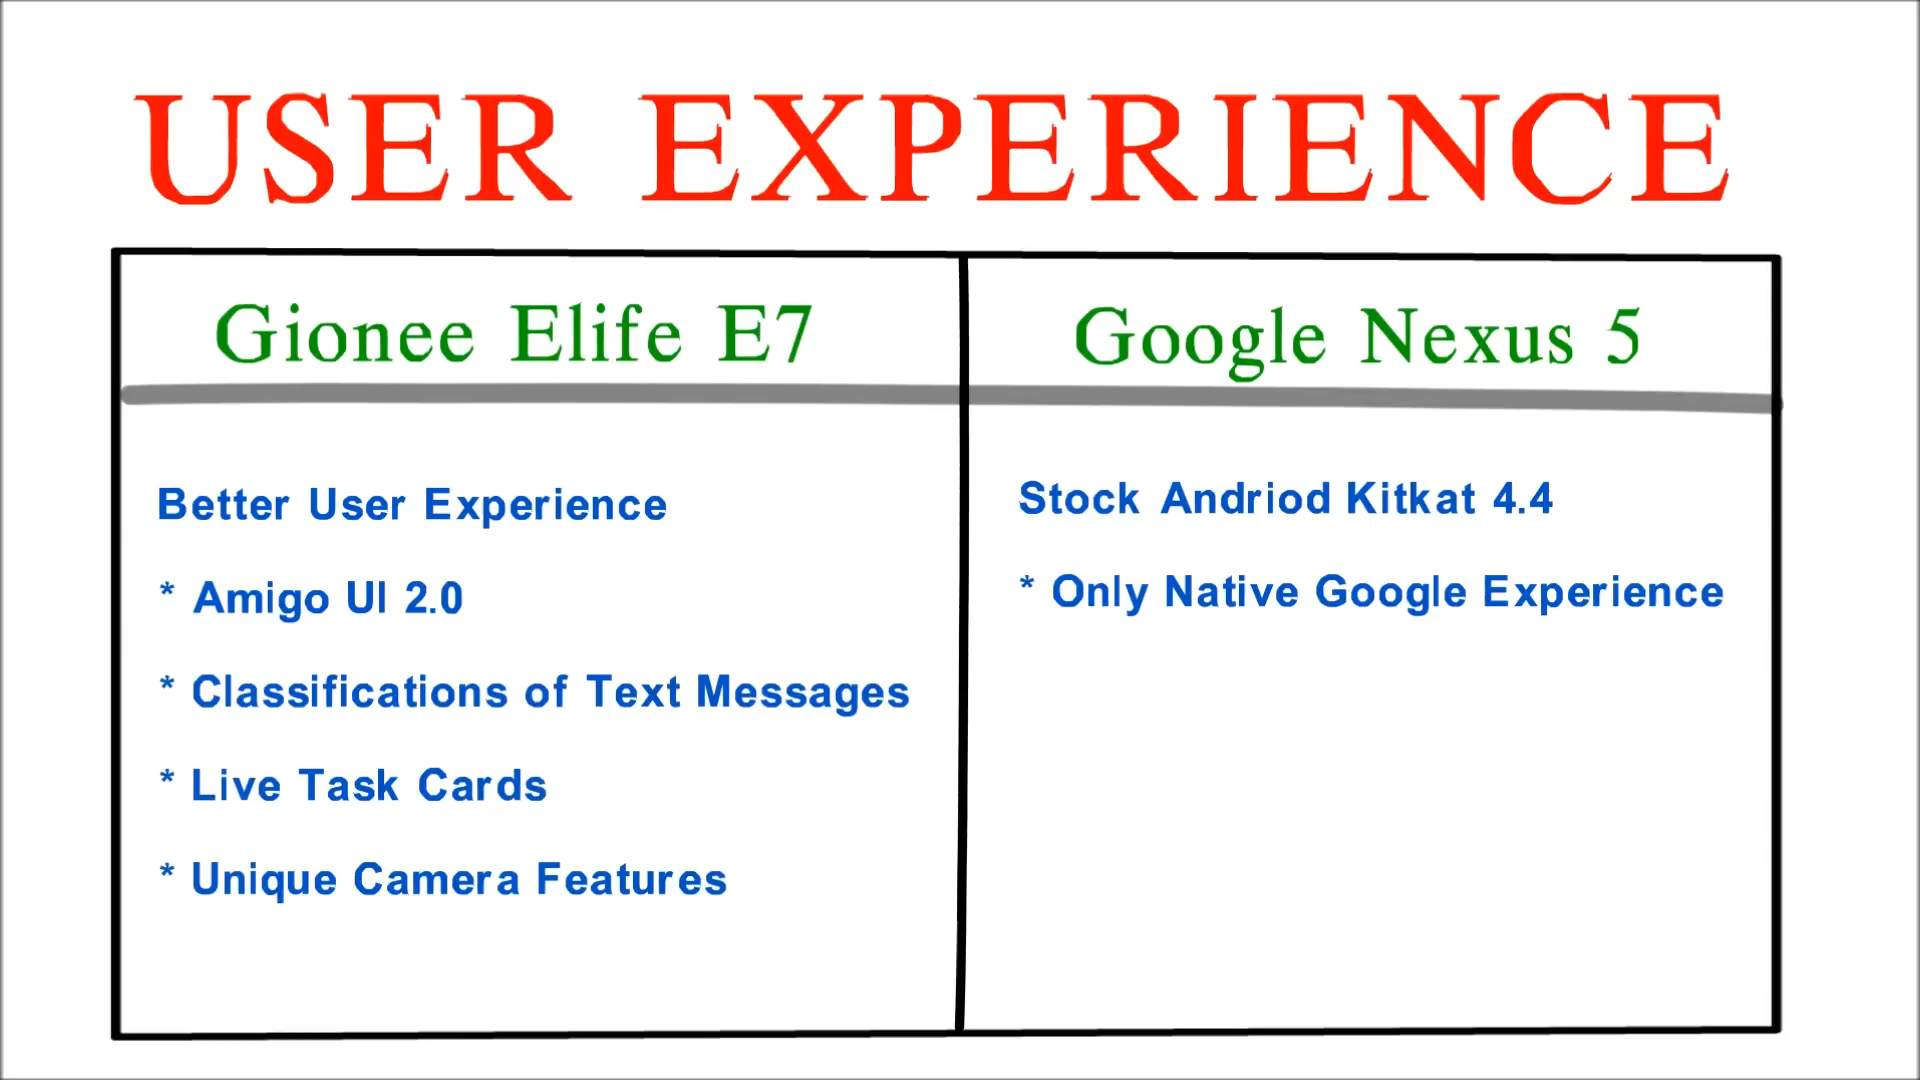 USER EXPERIENCE
Gionee Elife E7
Better User Experience
* Amigo UI 2.0
* Classifications of Text Messages
* Live Task Cards
* Unique Camera Features
Google Nexus 5
Stock Andriod Kitkat 4.4
* Only Native Google Experience